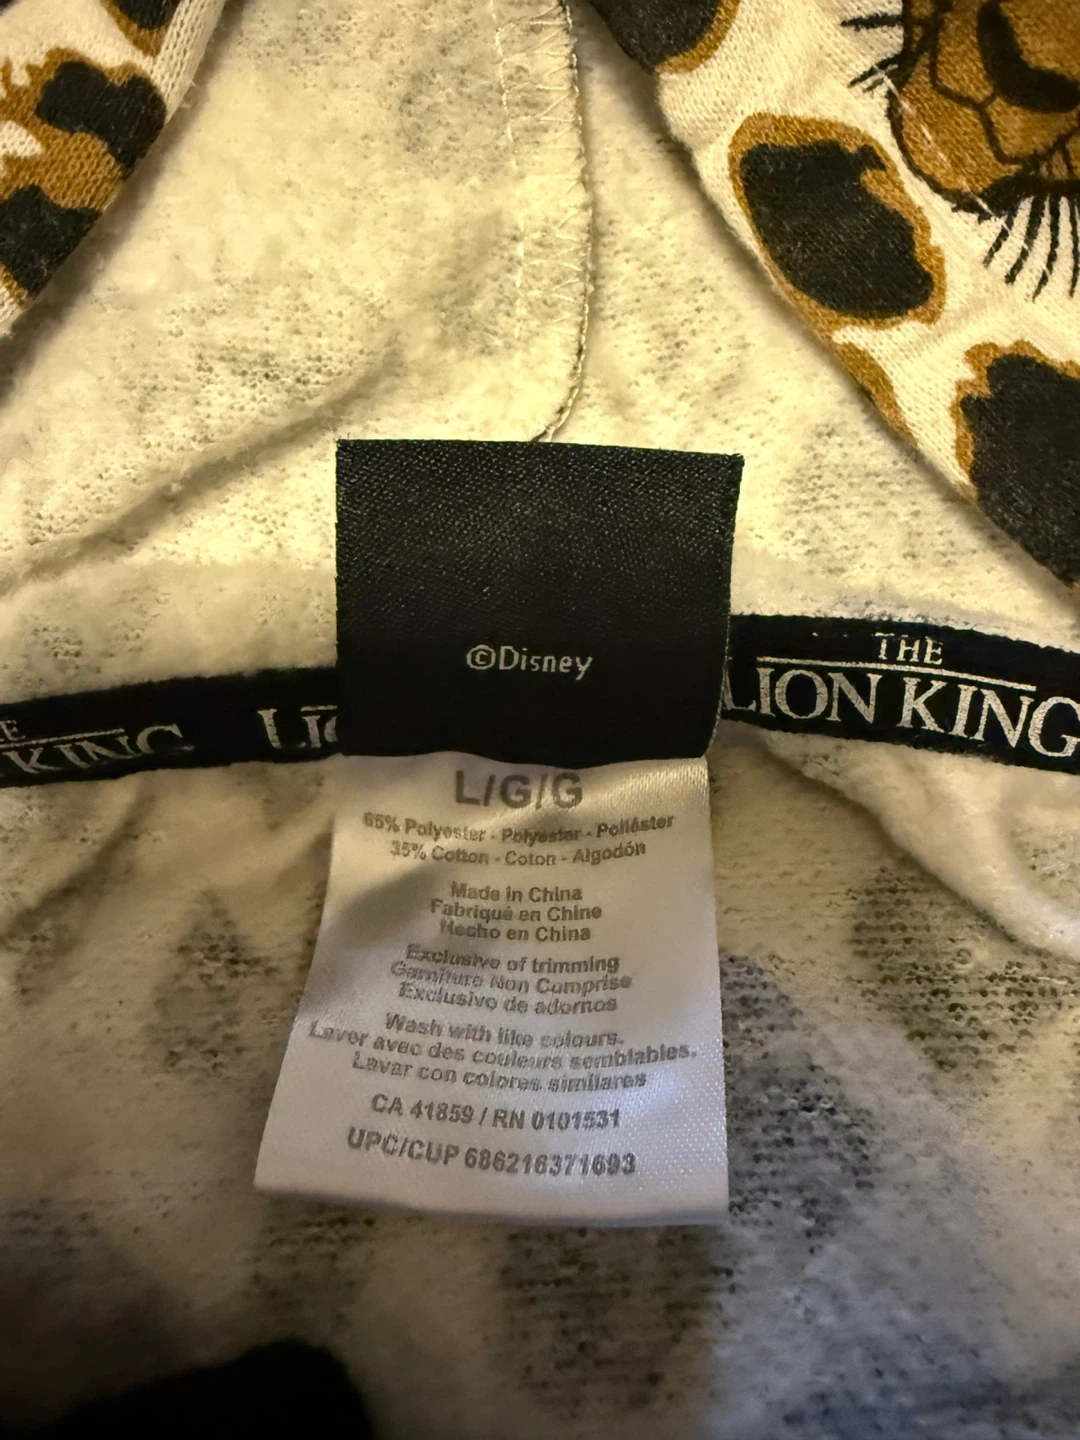 ©Disney
THE
LION KING
KING
LIO
L/G/G
65% Polyester - Polyester - Poliéster
35% Cotton - Coton - Algodón
Made in China
Fabriqué en Chine
Hecho en China
Exclusive of trimming
Garniture Non Comprise
Exclusivo de adornos
Wash with like colours.
Laver avec des couleurs semblables.
Lavar con colores similares
CA 41859 / RN 0101531
UPC/CUP 686216371693